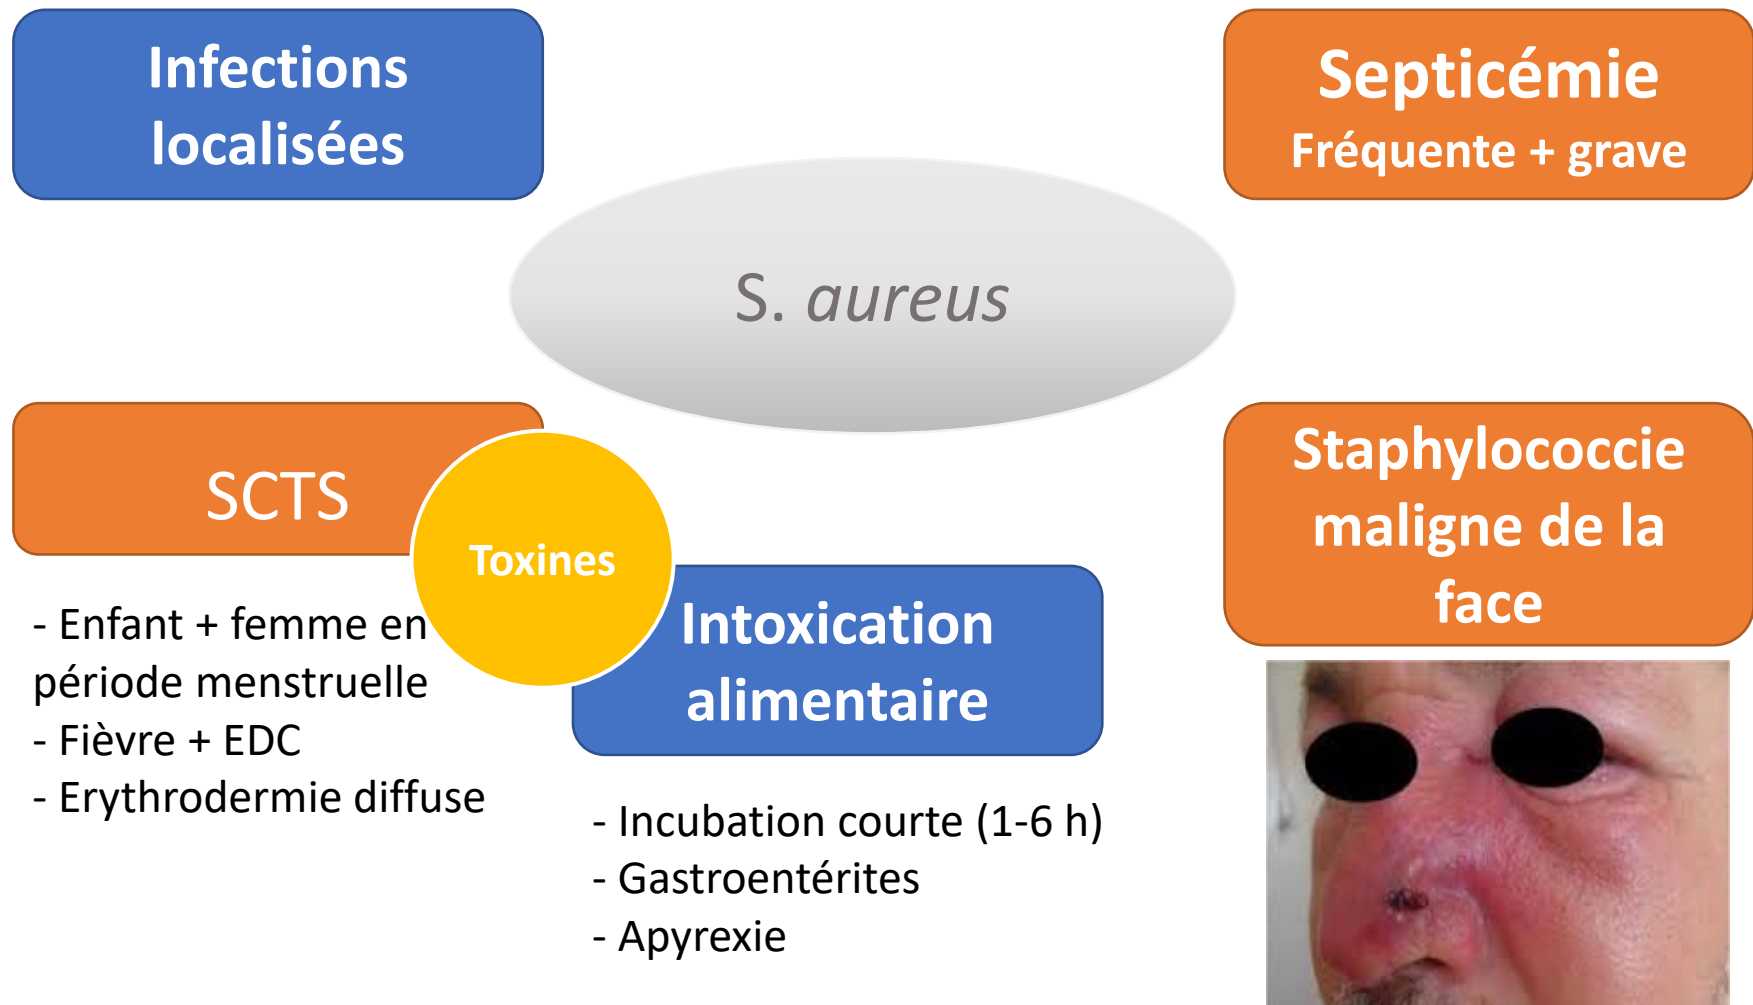 Infections
localisées
Septicémie
Fréquente + grave
S. aureus
SCTS
Toxines
- Enfant + femme en
période menstruelle
- Fièvre + EDC
- Erythrodermie diffuse
Intoxication
alimentaire
- Incubation courte (1-6 h)
- Gastroentérites
- Apyrexie
Staphylococcie
maligne de la
face